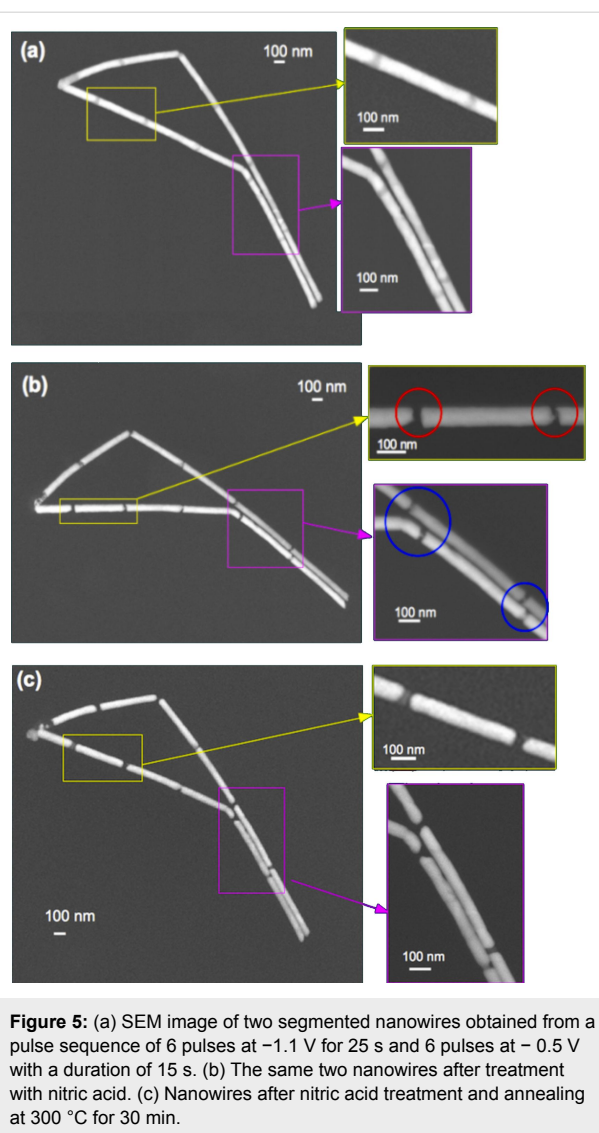 (a)
100 nm
100 nm
100 nm
(b)
100 nm
100 nm
100 nm
(c)
100 nm
100 nm
100 nm
Figure 5: (a) SEM image of two segmented nanowires obtained from a
pulse sequence of 6 pulses at −1.1 V for 25 s and 6 pulses at − 0.5 V
with a duration of 15 s. (b) The same two nanowires after treatment
with nitric acid. (c) Nanowires after nitric acid treatment and annealing
at 300 °C for 30 min.